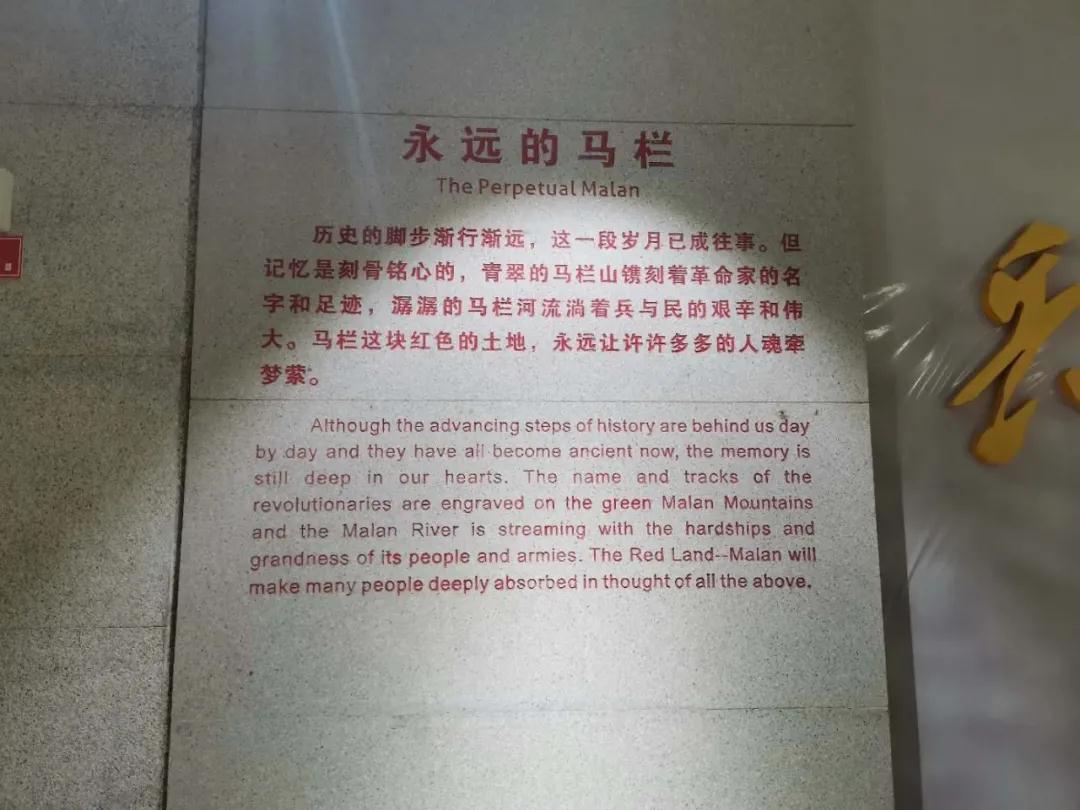 永远的马栏
The Perpetual Malan
历史的脚步渐行渐远，这一段岁月已成往事。但
记忆是刻骨铭心的，青翠的马栏山镌刻着革命家的名
字和足迹，潺潺的马栏河流淌着兵与民的艰辛和伟
大。马栏这块红色的土地，永远让许许多多的人魂牵
梦萦。
Although the advancing steps of history are behind us day
by day and they have all become ancient now, the memory is
still deep in our hearts. The name and tracks of the
revolutionaries are engraved on the green Malan Mountains
and the Malan River is streaming with the hardships and
grandness of its people and armies. The Red Land--Malan will
make many people deeply absorbed in thought of all the above.